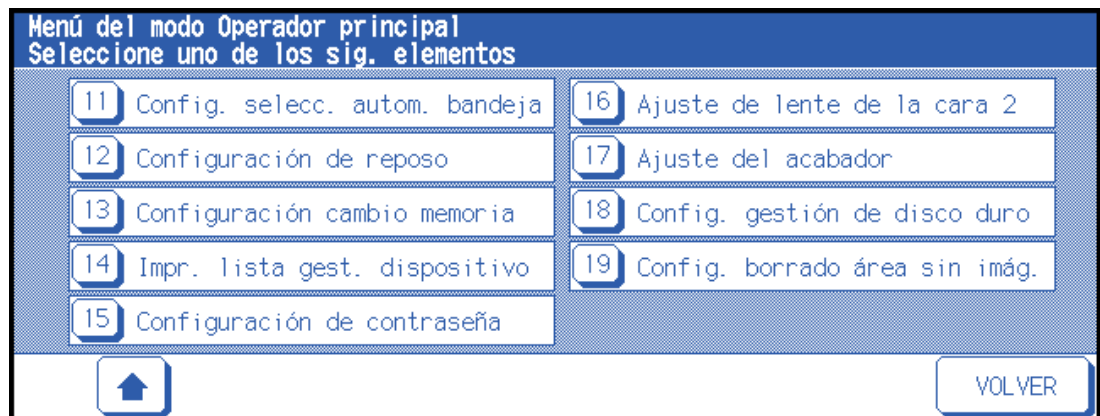 Menú del modo Operador principal
Seleccione uno de los sig. elementos
11 Config. selecc. autom. bandeja
12 Configuración de reposo
13 Configuración cambio memoria
14 Impr. lista gest. dispositivo
15 Configuración de contraseña
16 Ajuste de lente de la cara 2
17 Ajuste del acabador
18 Config. gestión de disco duro
19 Config. borrado área sin imág.
VOLVER